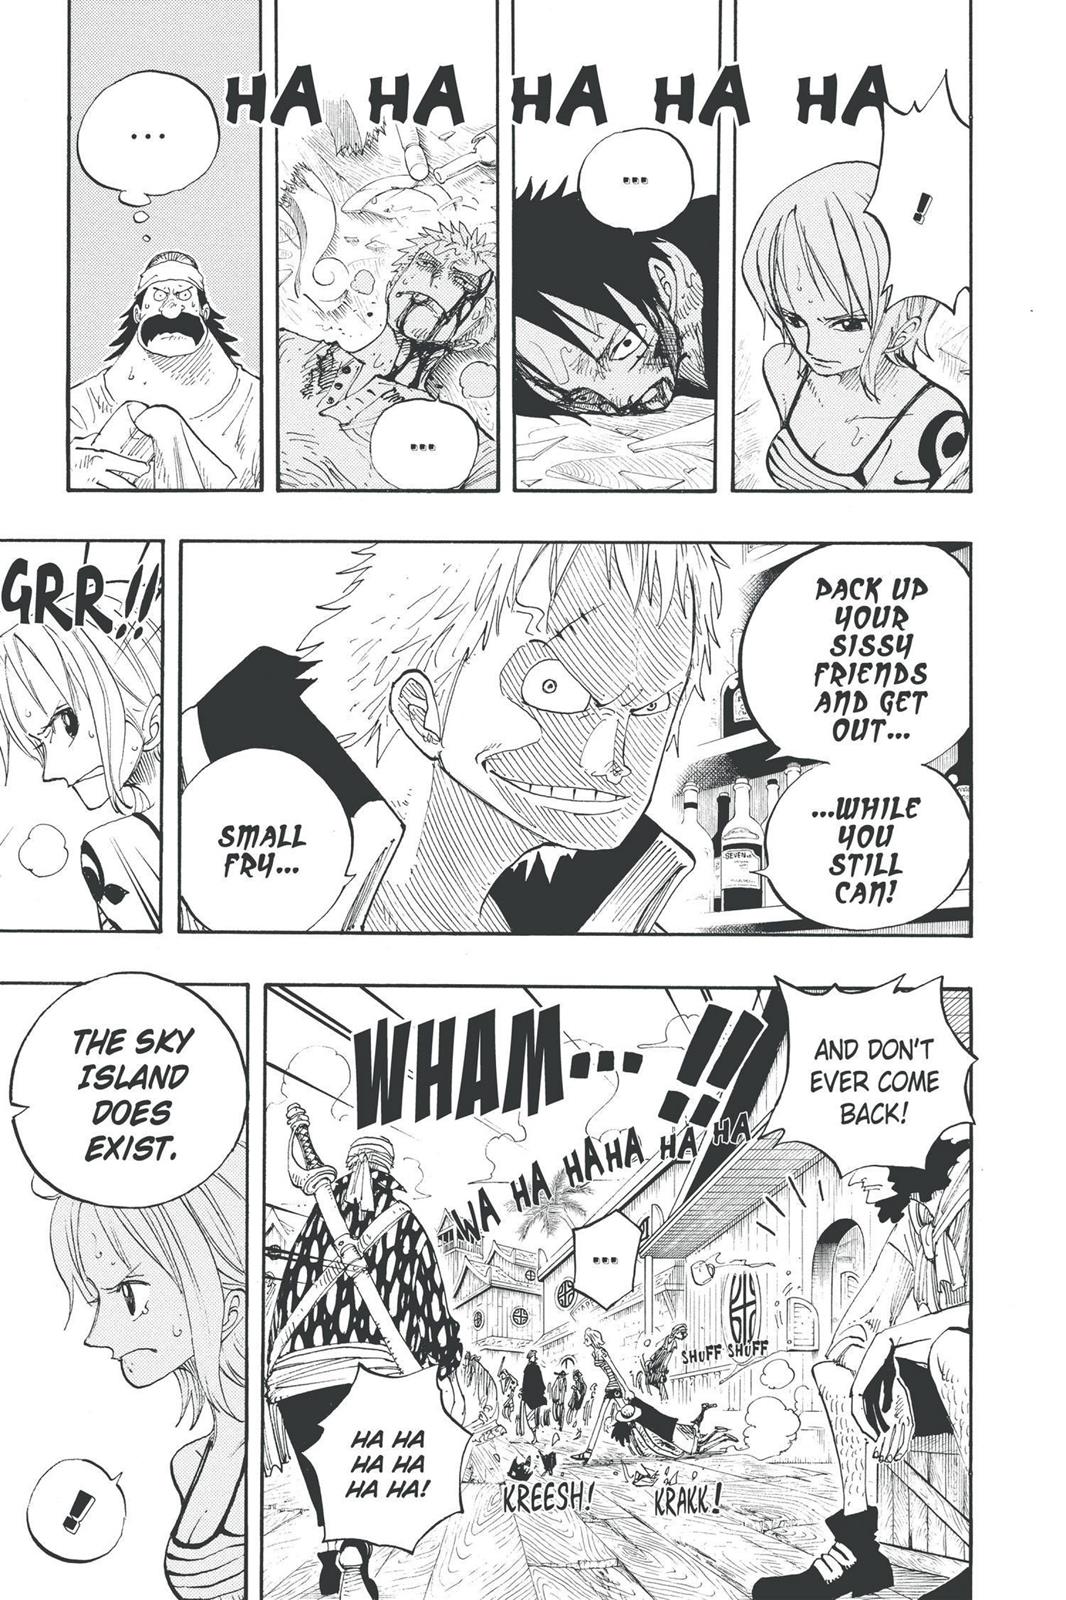 HA HA HA HA HA
!
...
...
...
PACK UP
YOUR
SISSY
FRIENDS
AND GET
OUT...
...WHILE
YOU
STILL
CAN!
SMALL
FRY...
GRR!!
SEVEN
AND DON'T
EVER COME
BACK!
WHAM...!!
WA HA HAHA HA HA
...
SHUFF SHUFF
HA HA
HA HA
HA HA!
KREESH!
KRAKK!
THE SKY
ISLAND
DOES
EXIST.
!